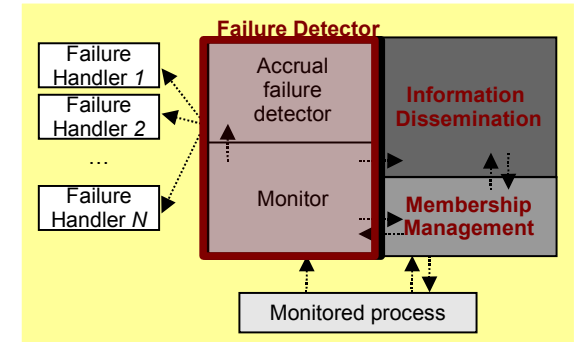 Failure Detector
Failure
Handler 1
Failure
Handler 2
...
Failure
Handler N
Accrual
failure
detector
Monitor
Information
Dissemination
Membership
Management
Monitored process